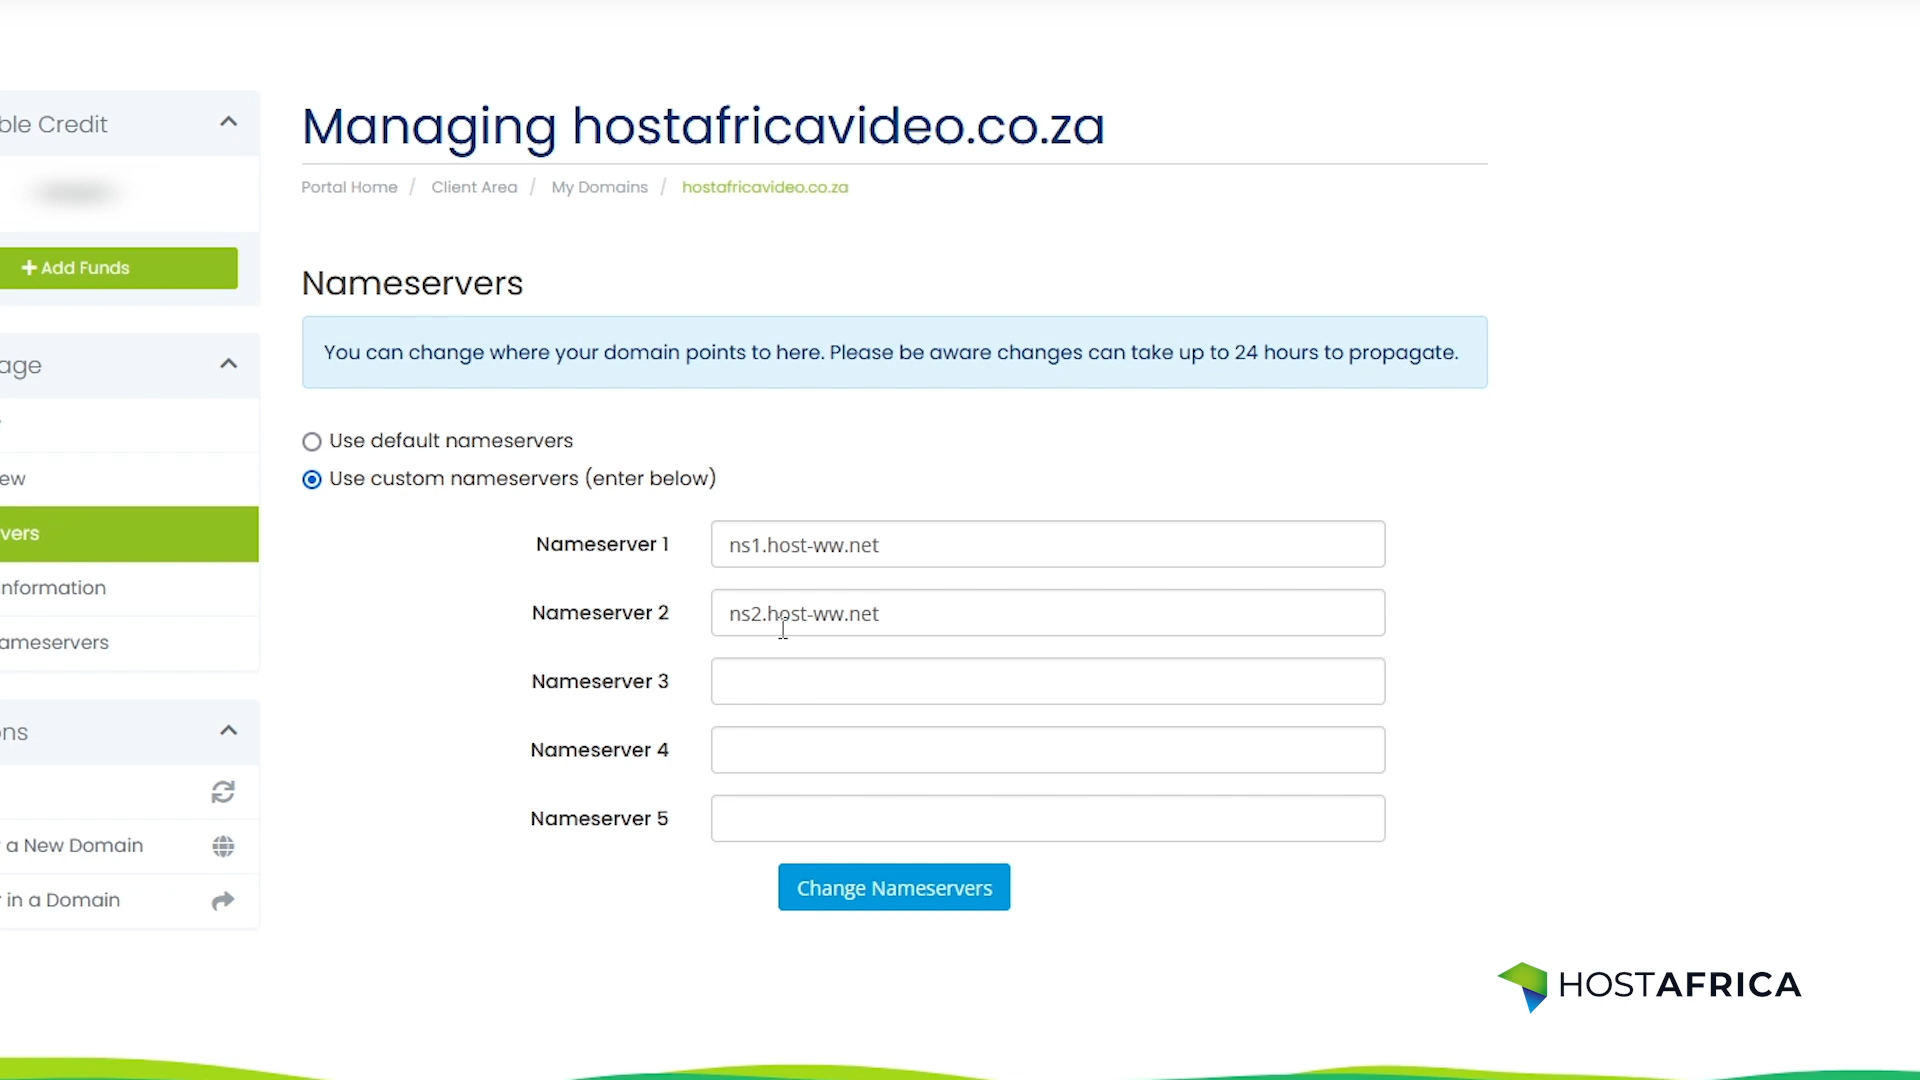 ble Credit
Add Funds
age
ew
vers
nformation
ameservers
ons
a New Domain
in a Domain
Managing hostafricavideo.co.za
Portal Home / Client Area / My Domains / hostafricavideo.co.za
Nameservers
You can change where your domain points to here. Please be aware changes can take up to 24 hours to propagate.
Use default nameservers
Use custom nameservers (enter below)
Nameserver 1 ns1.host-ww.net
Nameserver 2 ns2.host-ww.net
Nameserver 3
Nameserver 4
Nameserver 5
Change Nameservers
HOSTAFRICA